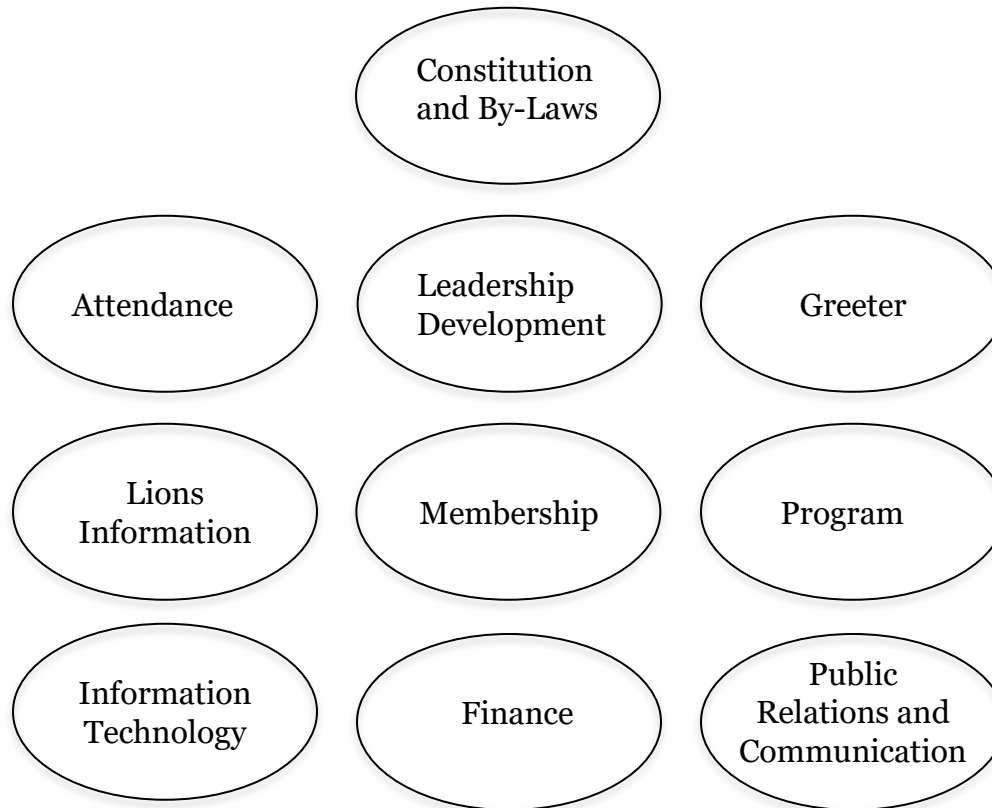 Constitution
and By-Laws
Attendance
Leadership
Development
Greeter
Lions
Information
Membership
Program
Information
Technology
Finance
Public
Relations and
Communication